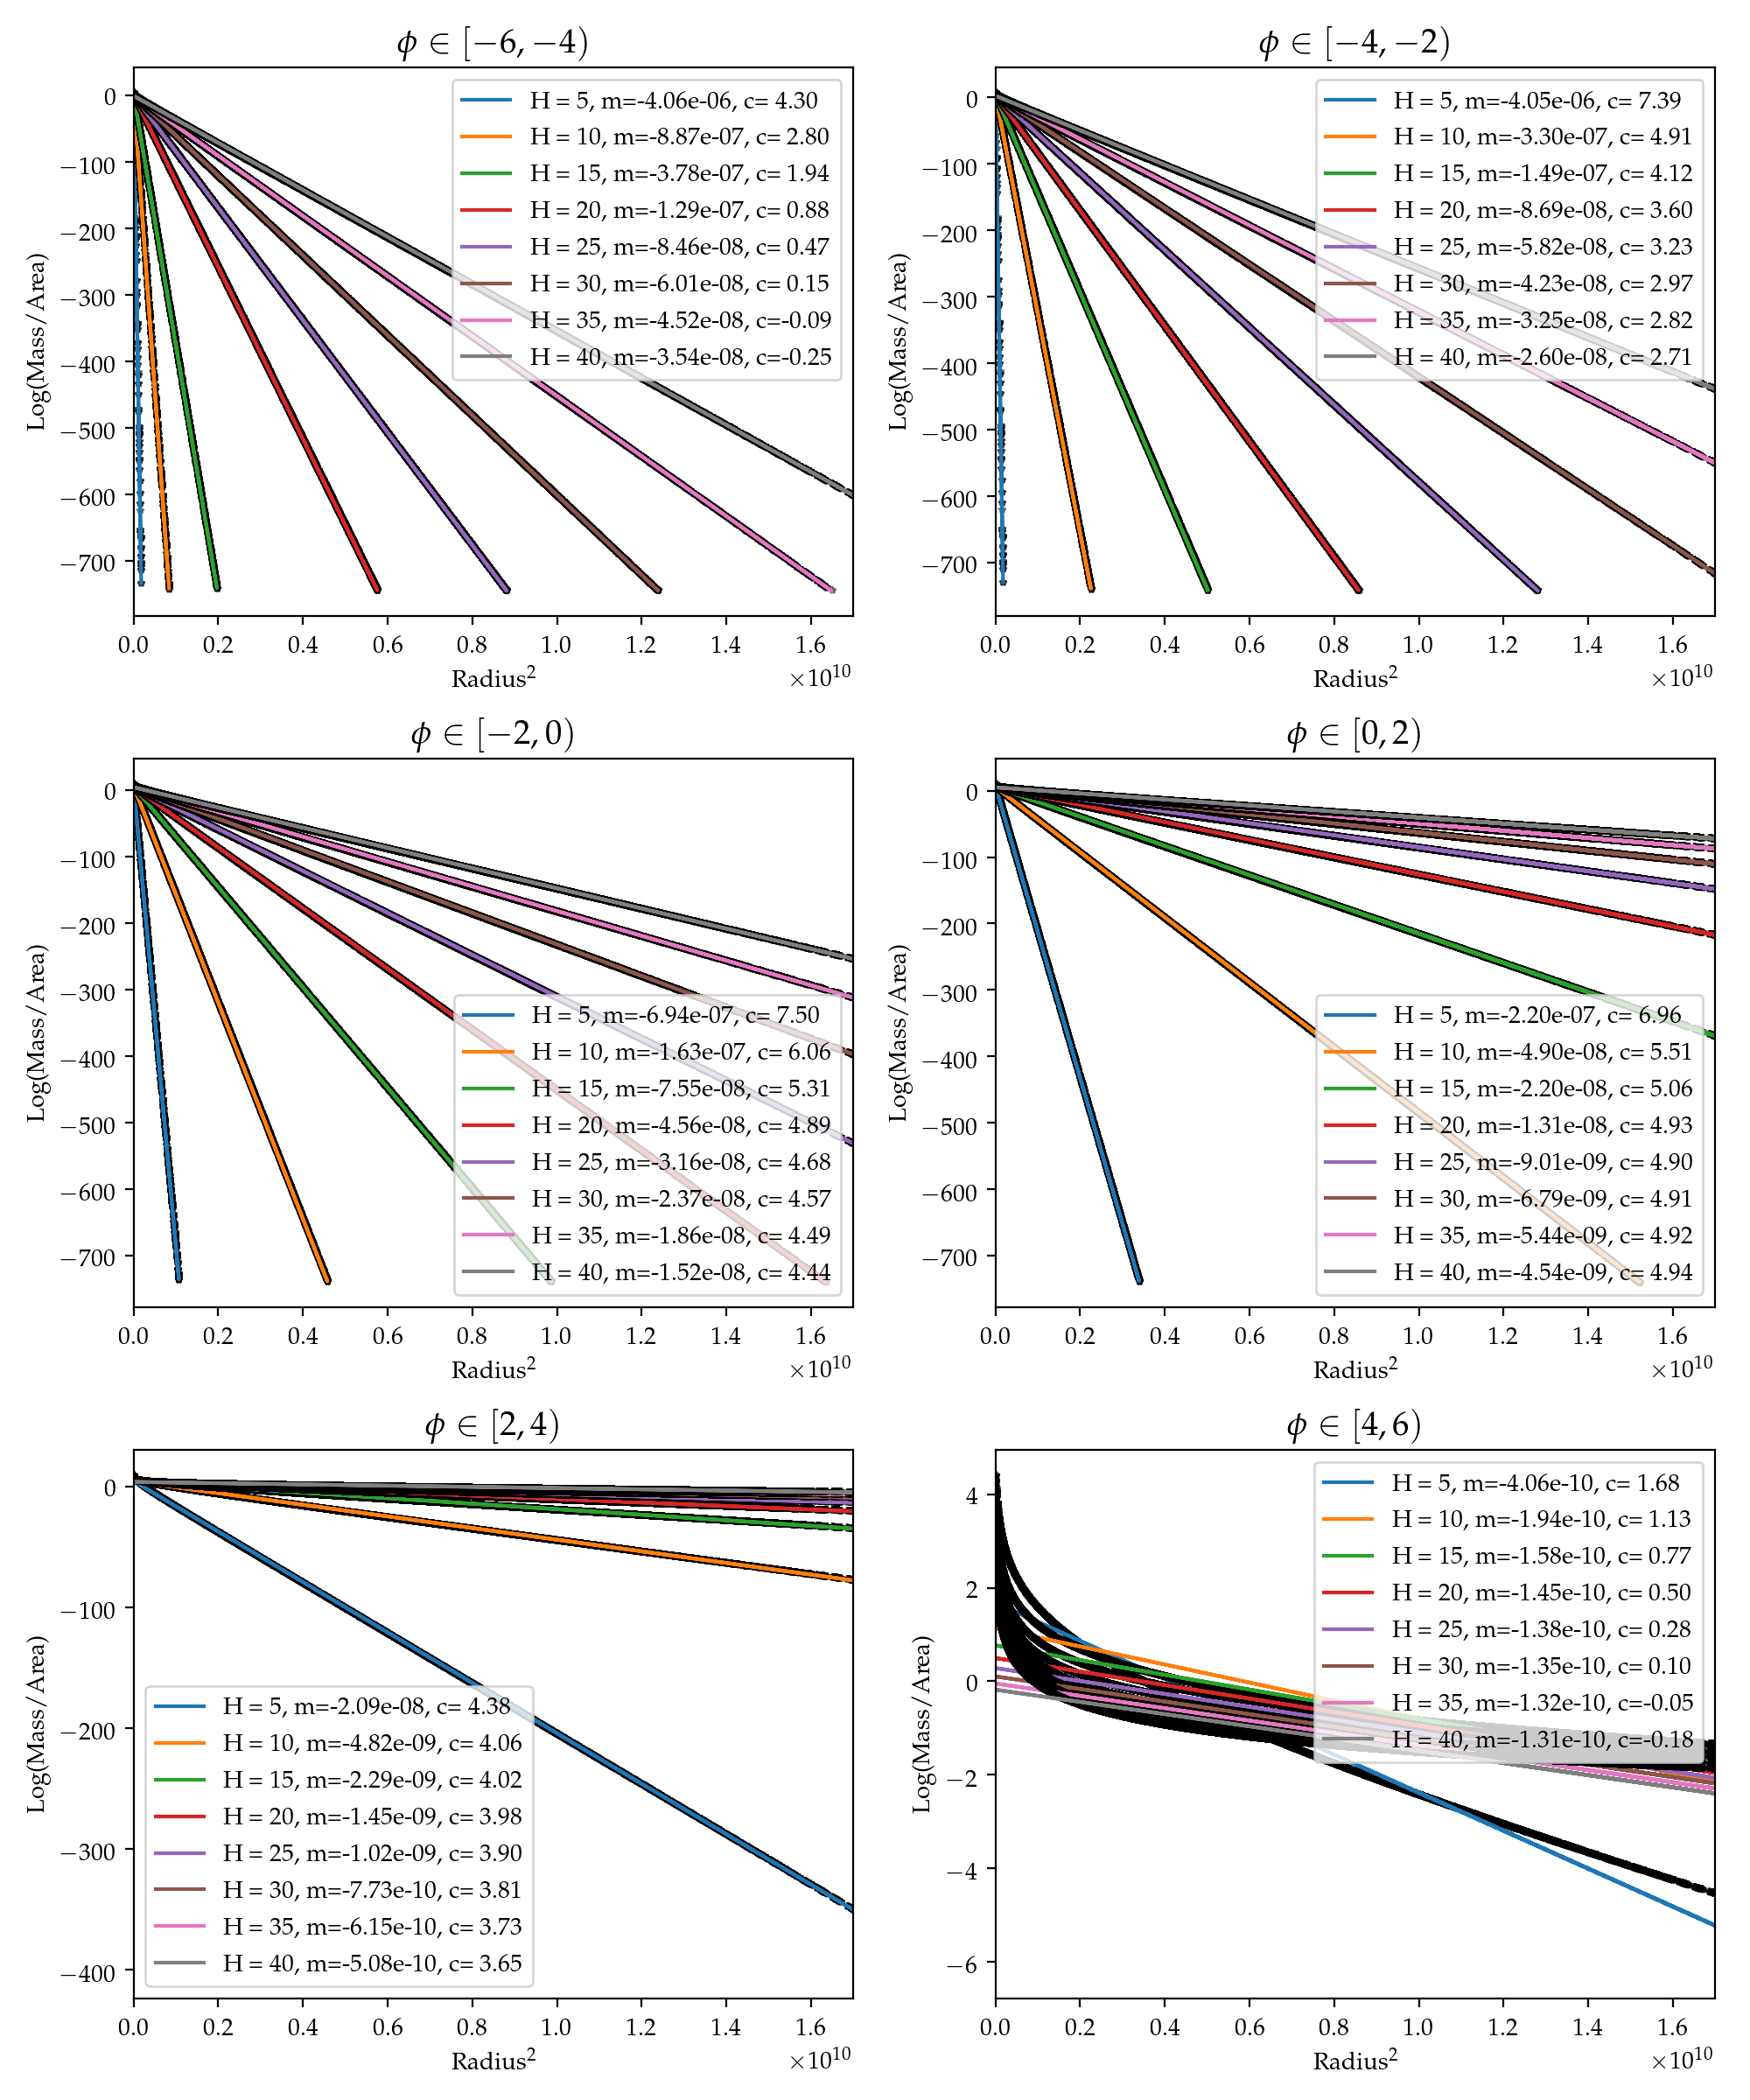 ϕ ∈ [−6, −4)
0
−100
−200
−300
−400
−500
−600
−700
Log(Mass/Area)
H = 5, m=-4.06e-06, c= 4.30
H = 10, m=-8.87e-07, c= 2.80
H = 15, m=-3.78e-07, c= 1.94
H = 20, m=-1.29e-07, c= 0.88
H = 25, m=-8.46e-08, c= 0.47
H = 30, m=-6.01e-08, c= 0.15
H = 35, m=-4.52e-08, c=-0.09
H = 40, m=-3.54e-08, c=-0.25
0.0 0.2 0.4 0.6 0.8 1.0 1.2 1.4 1.6
Radius²
×10¹⁰
ϕ ∈ [−4, −2)
0
−100
−200
−300
−400
−500
−600
−700
Log(Mass/Area)
H = 5, m=-4.05e-06, c= 7.39
H = 10, m=-3.30e-07, c= 4.91
H = 15, m=-1.49e-07, c= 4.12
H = 20, m=-8.69e-08, c= 3.60
H = 25, m=-5.82e-08, c= 3.23
H = 30, m=-4.23e-08, c= 2.97
H = 35, m=-3.25e-08, c= 2.82
H = 40, m=-2.60e-08, c= 2.71
0.0 0.2 0.4 0.6 0.8 1.0 1.2 1.4 1.6
Radius²
×10¹⁰
ϕ ∈ [−2, 0)
0
−100
−200
−300
−400
−500
−600
−700
Log(Mass/Area)
H = 5, m=-6.94e-07, c= 7.50
H = 10, m=-1.63e-07, c= 6.06
H = 15, m=-7.55e-08, c= 5.31
H = 20, m=-4.56e-08, c= 4.89
H = 25, m=-3.16e-08, c= 4.68
H = 30, m=-2.37e-08, c= 4.57
H = 35, m=-1.86e-08, c= 4.49
H = 40, m=-1.52e-08, c= 4.44
0.0 0.2 0.4 0.6 0.8 1.0 1.2 1.4 1.6
Radius²
×10¹⁰
ϕ ∈ [0, 2)
0
−100
−200
−300
−400
−500
−600
−700
Log(Mass/Area)
H = 5, m=-2.20e-07, c= 6.96
H = 10, m=-4.90e-08, c= 5.51
H = 15, m=-2.20e-08, c= 5.06
H = 20, m=-1.31e-08, c= 4.93
H = 25, m=-9.01e-09, c= 4.90
H = 30, m=-6.79e-09, c= 4.91
H = 35, m=-5.44e-09, c= 4.92
H = 40, m=-4.54e-09, c= 4.94
0.0 0.2 0.4 0.6 0.8 1.0 1.2 1.4 1.6
Radius²
×10¹⁰
ϕ ∈ [2, 4)
0
−100
−200
−300
−400
Log(Mass/Area)
H = 5, m=-2.09e-08, c= 4.38
H = 10, m=-4.82e-09, c= 4.06
H = 15, m=-2.29e-09, c= 4.02
H = 20, m=-1.45e-09, c= 3.98
H = 25, m=-1.02e-09, c= 3.90
H = 30, m=-7.73e-10, c= 3.81
H = 35, m=-6.15e-10, c= 3.73
H = 40, m=-5.08e-10, c= 3.65
0.0 0.2 0.4 0.6 0.8 1.0 1.2 1.4 1.6
Radius²
×10¹⁰
ϕ ∈ [4, 6)
4
2
0
−2
−4
−6
Log(Mass/Area)
H = 5, m=-4.06e-10, c= 1.68
H = 10, m=-1.94e-10, c= 1.13
H = 15, m=-1.58e-10, c= 0.77
H = 20, m=-1.45e-10, c= 0.50
H = 25, m=-1.38e-10, c= 0.28
H = 30, m=-1.35e-10, c= 0.10
H = 35, m=-1.32e-10, c=-0.05
H = 40, m=-1.31e-10, c=-0.18
0.0 0.2 0.4 0.6 0.8 1.0 1.2 1.4 1.6
Radius²
×10¹⁰